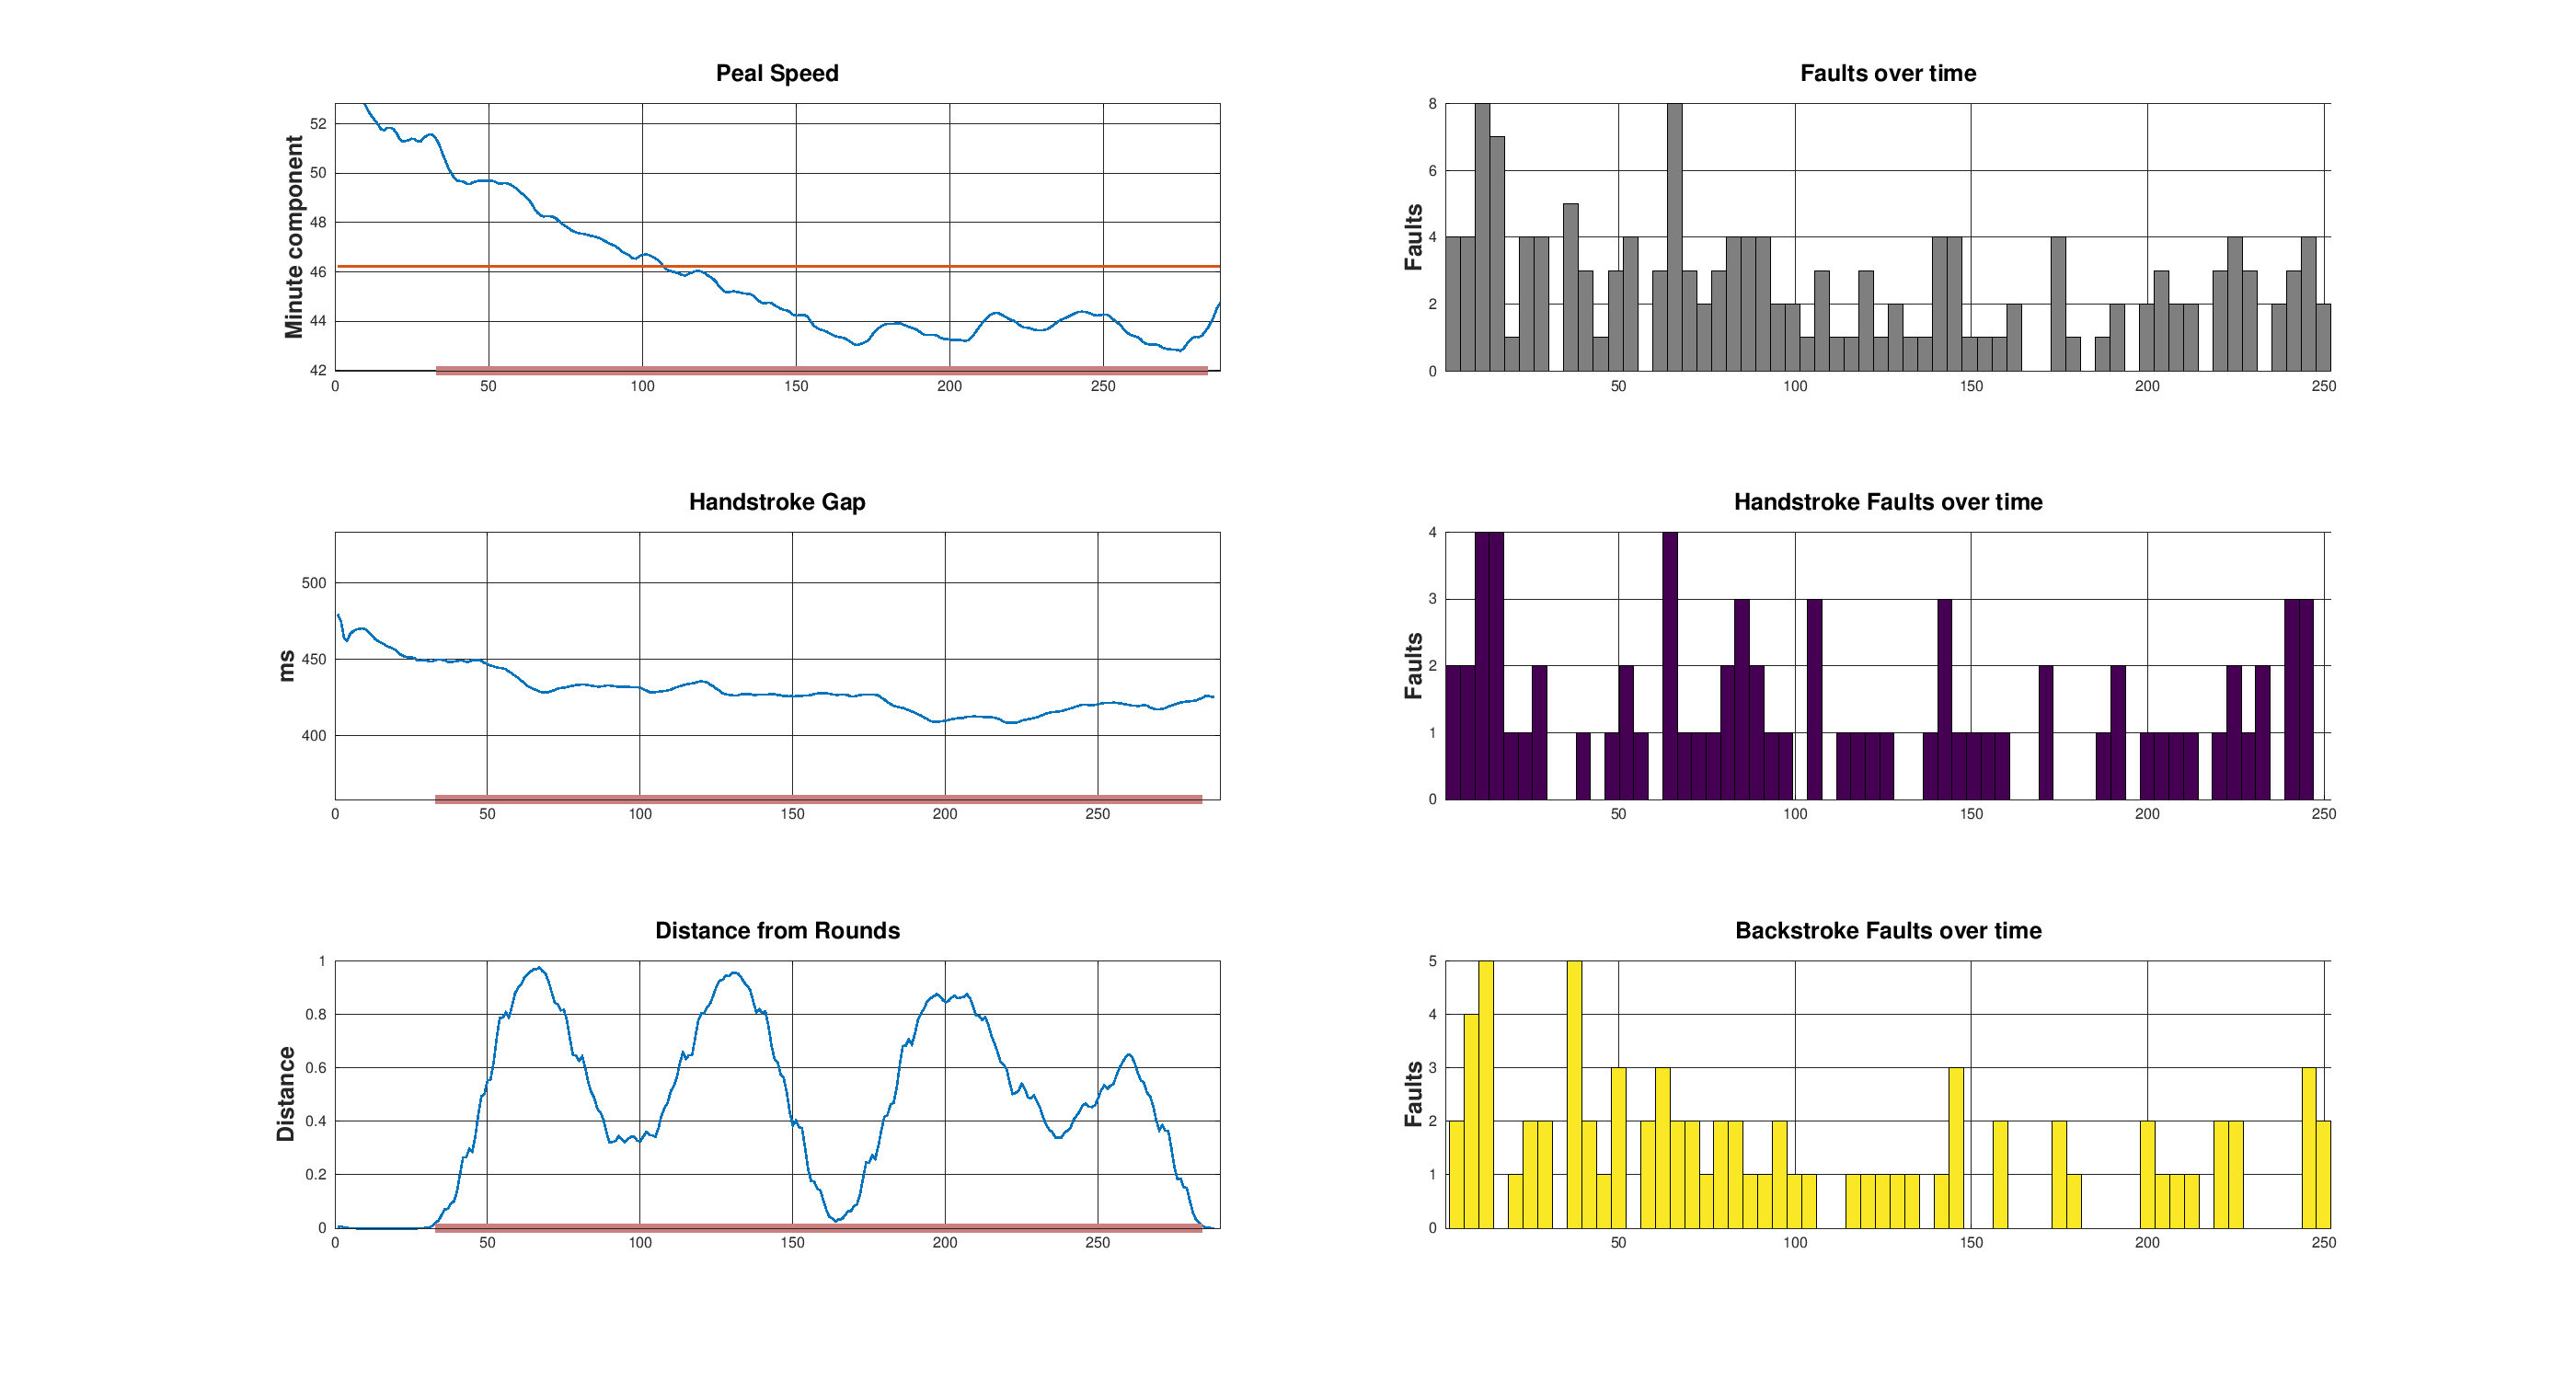 Peal Speed
Minute component
52
50
48
46
44
42
0 50 100 150 200 250
Faults over time
Faults
8
6
4
2
0
50 100 150 200 250
Handstroke Gap
ms
500
450
400
0 50 100 150 200 250
Handstroke Faults over time
Faults
4
3
2
1
0
50 100 150 200 250
Distance from Rounds
Distance
1
0.8
0.6
0.4
0.2
0
0 50 100 150 200 250
Backstroke Faults over time
Faults
5
4
3
2
1
0
50 100 150 200 250